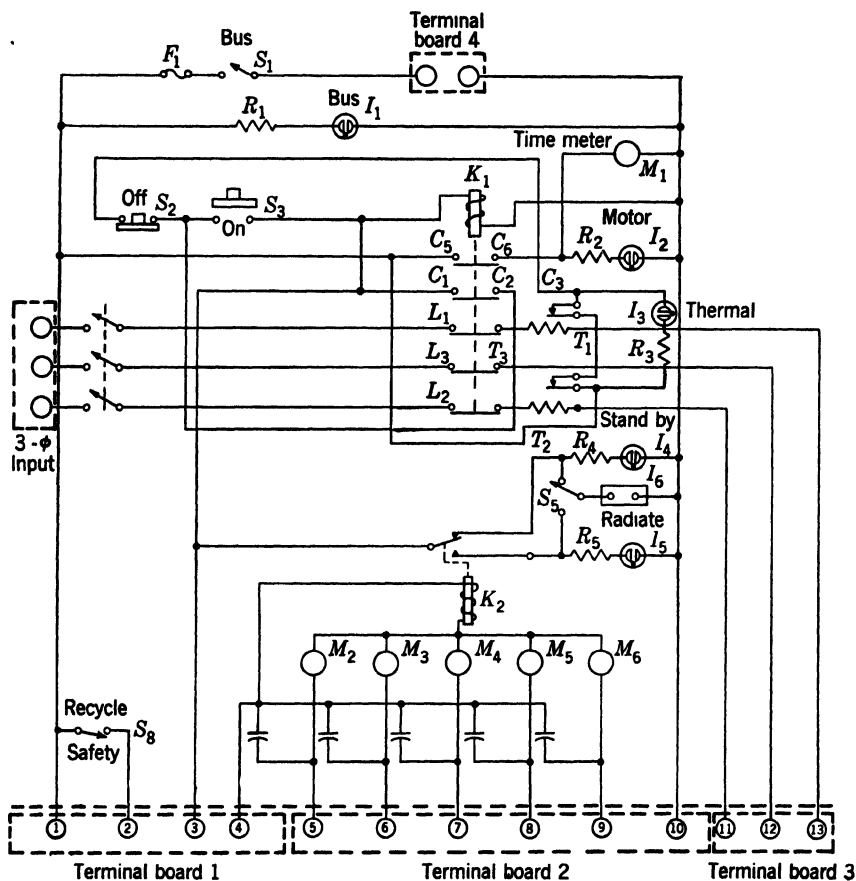 Terminal
board 4
Bus
F1
S1
Bus
R1
I1
Time meter
M1
K1
Off
S2
S3
On
Motor
C5
C6
R2
I2
C1
C2
C3
I3
Thermal
L1
T1
R3
L3
T3
L2
Stand by
3-ϕ
Input
T2
R4
I4
I6
S5
Radiate
R5
I5
K2
M2
M3
M4
M5
M6
Recycle
S8
Safety
1 2 3 4 5 6 7 8 9 10 11 12 13
Terminal board 1
Terminal board 2
Terminal board 3